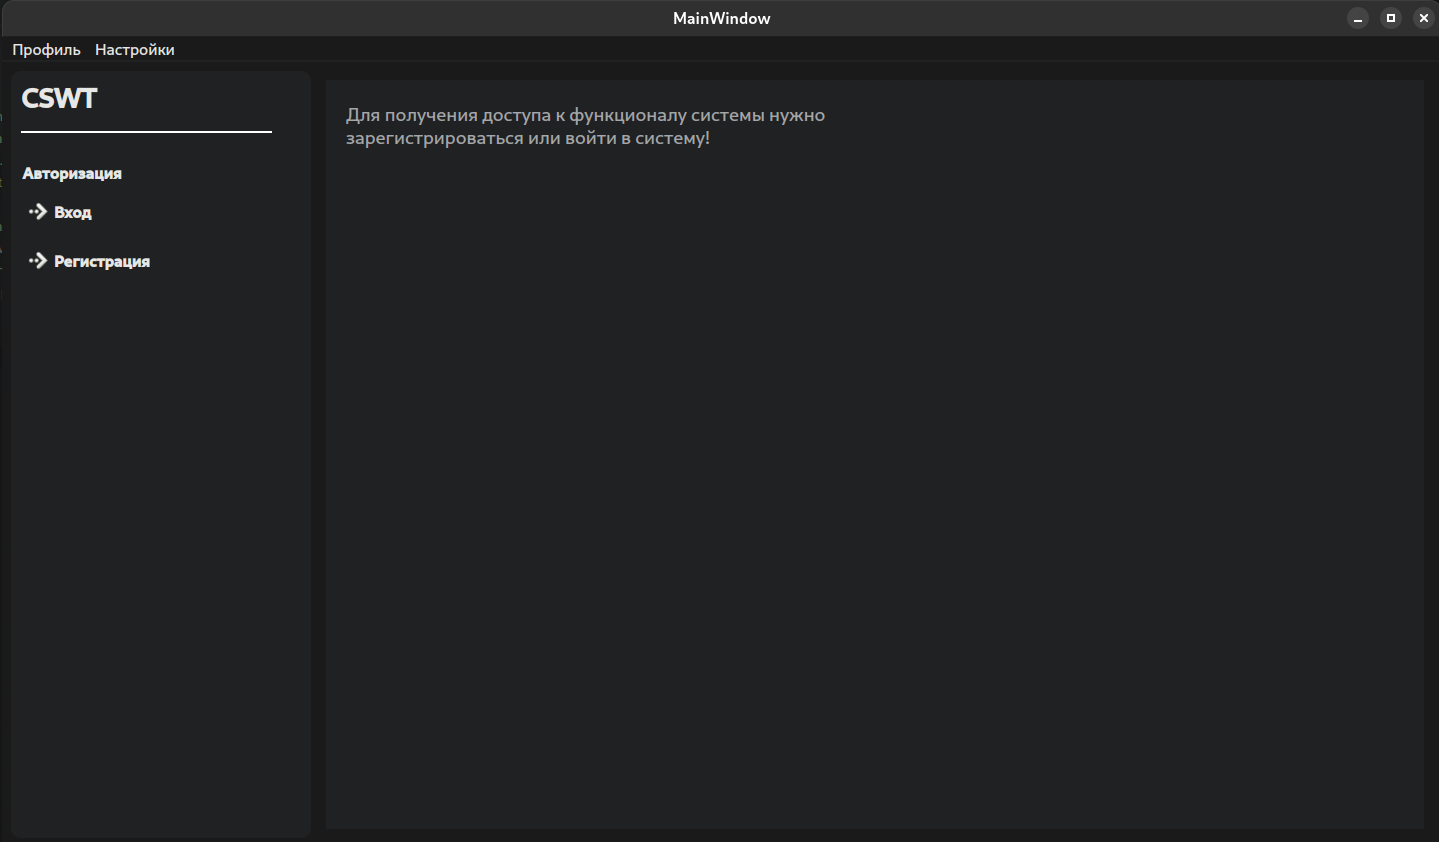 MainWindow
Профиль Настройки
CSWT
Авторизация
Вход
Регистрация
Для получения доступа к функционалу системы нужно
зарегистрироваться или войти в систему!